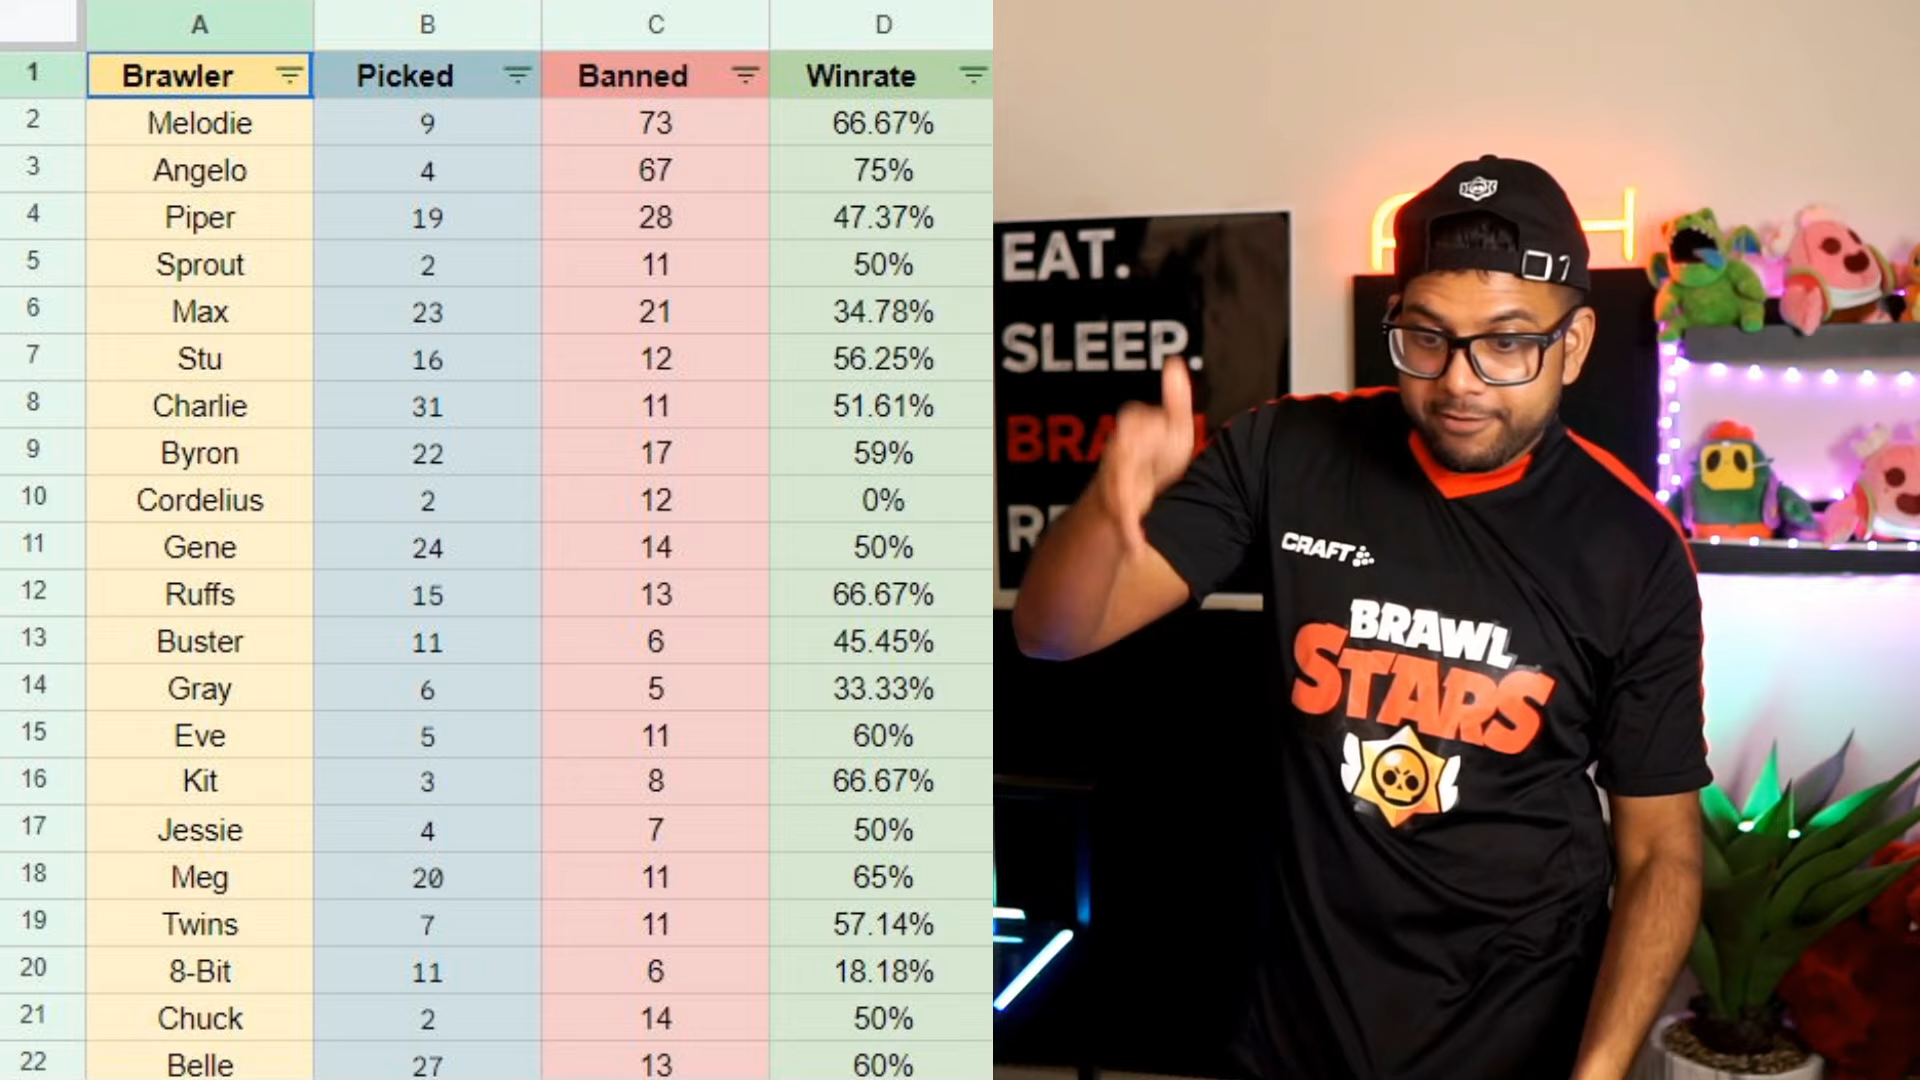 A B C D
1 Brawler Picked Banned Winrate
2 Melodie 9 73 66.67%
3 Angelo 4 67 75%
4 Piper 19 28 47.37%
5 Sprout 2 11 50%
6 Max 23 21 34.78%
7 Stu 16 12 56.25%
8 Charlie 31 11 51.61%
9 Byron 22 17 59%
10 Cordelius 2 12 0%
11 Gene 24 14 50%
12 Ruffs 15 13 66.67%
13 Buster 11 6 45.45%
14 Gray 6 5 33.33%
15 Eve 5 11 60%
16 Kit 3 8 66.67%
17 Jessie 4 7 50%
18 Meg 20 11 65%
19 Twins 7 11 57.14%
20 8-Bit 11 6 18.18%
21 Chuck 2 14 50%
22 Belle 27 13 60%
EAT.
SLEEP.
CRAFT
BRAWL
STARS